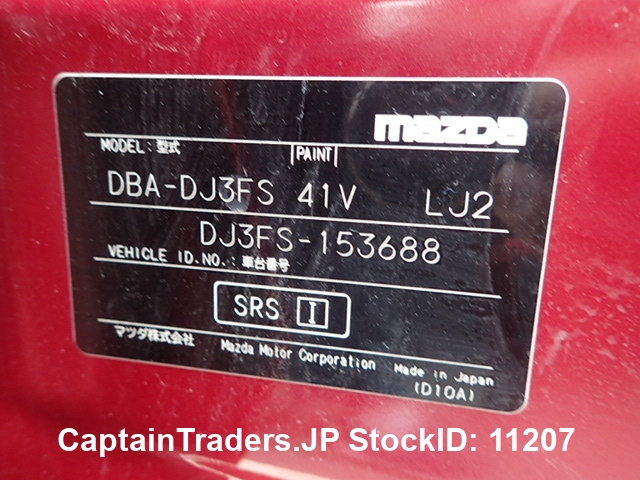 mazda
MODEL:型式 PAINT
DBA-DJ3FS 41V LJ2
DJ3FS-153688
VEHICLE ID.NO.:車台番号
SRS I
マツダ株式会社 Mazda Motor Corporation Made in Japan
(D10A)
CaptainTraders.JP StockID: 11207